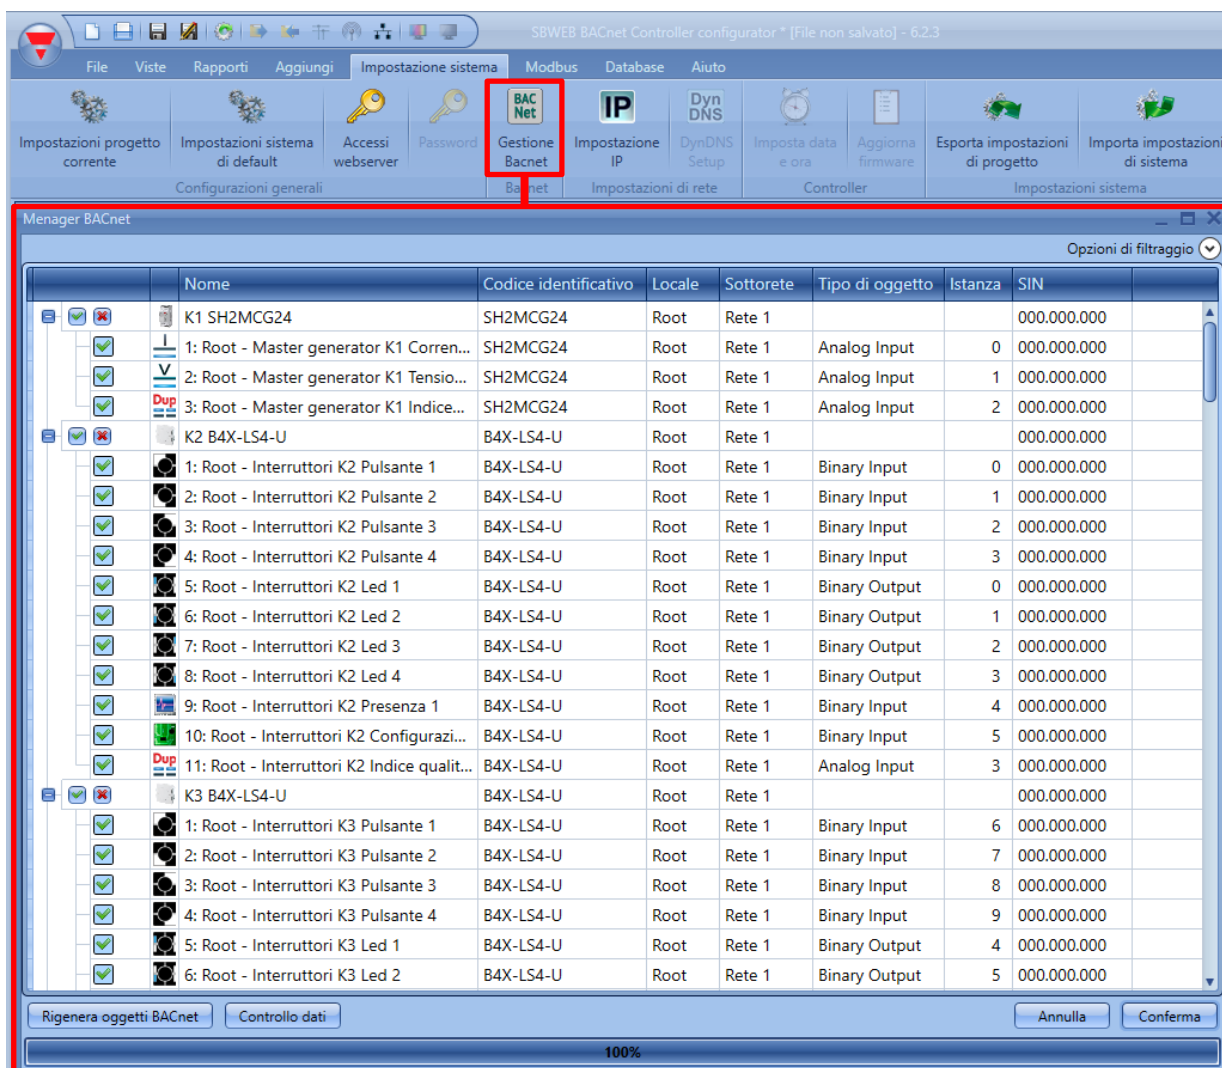 SBWEB BACnet Controller configurator * [File non salvato] - 6.2.3
File Viste Rapporti Aggiungi Impostazione sistema Modbus Database Aiuto
BAC Net IP Dyn DNS
Impostazioni progetto corrente Impostazioni sistema di default Accessi webserver Password Gestione Bacnet Impostazione IP DynDNS Setup Imposta data e ora Aggiorna firmware Esporta impostazioni di progetto Importa impostazioni di sistema
Configurazioni generali Bacnet Impostazioni di rete Controller Impostazioni sistema
Menager BACnet
Opzioni di filtraggio
Nome Codice identificativo Locale Sottorete Tipo di oggetto Istanza SIN
K1 SH2MCG24 SH2MCG24 Root Rete 1 000.000.000
1: Root - Master generator K1 Corren... SH2MCG24 Root Rete 1 Analog Input 0 000.000.000
V 2: Root - Master generator K1 Tensio... SH2MCG24 Root Rete 1 Analog Input 1 000.000.000
Dup 3: Root - Master generator K1 Indice... SH2MCG24 Root Rete 1 Analog Input 2 000.000.000
K2 B4X-LS4-U B4X-LS4-U Root Rete 1 000.000.000
1: Root - Interruttori K2 Pulsante 1 B4X-LS4-U Root Rete 1 Binary Input 0 000.000.000
2: Root - Interruttori K2 Pulsante 2 B4X-LS4-U Root Rete 1 Binary Input 1 000.000.000
3: Root - Interruttori K2 Pulsante 3 B4X-LS4-U Root Rete 1 Binary Input 2 000.000.000
4: Root - Interruttori K2 Pulsante 4 B4X-LS4-U Root Rete 1 Binary Input 3 000.000.000
5: Root - Interruttori K2 Led 1 B4X-LS4-U Root Rete 1 Binary Output 0 000.000.000
6: Root - Interruttori K2 Led 2 B4X-LS4-U Root Rete 1 Binary Output 1 000.000.000
7: Root - Interruttori K2 Led 3 B4X-LS4-U Root Rete 1 Binary Output 2 000.000.000
8: Root - Interruttori K2 Led 4 B4X-LS4-U Root Rete 1 Binary Output 3 000.000.000
9: Root - Interruttori K2 Presenza 1 B4X-LS4-U Root Rete 1 Binary Input 4 000.000.000
10: Root - Interruttori K2 Configurazi... B4X-LS4-U Root Rete 1 Binary Input 5 000.000.000
Dup 11: Root - Interruttori K2 Indice qualit... B4X-LS4-U Root Rete 1 Analog Input 3 000.000.000
K3 B4X-LS4-U B4X-LS4-U Root Rete 1 000.000.000
1: Root - Interruttori K3 Pulsante 1 B4X-LS4-U Root Rete 1 Binary Input 6 000.000.000
2: Root - Interruttori K3 Pulsante 2 B4X-LS4-U Root Rete 1 Binary Input 7 000.000.000
3: Root - Interruttori K3 Pulsante 3 B4X-LS4-U Root Rete 1 Binary Input 8 000.000.000
4: Root - Interruttori K3 Pulsante 4 B4X-LS4-U Root Rete 1 Binary Input 9 000.000.000
5: Root - Interruttori K3 Led 1 B4X-LS4-U Root Rete 1 Binary Output 4 000.000.000
6: Root - Interruttori K3 Led 2 B4X-LS4-U Root Rete 1 Binary Output 5 000.000.000
Rigenera oggetti BACnet Controllo dati Annulla Conferma
100%